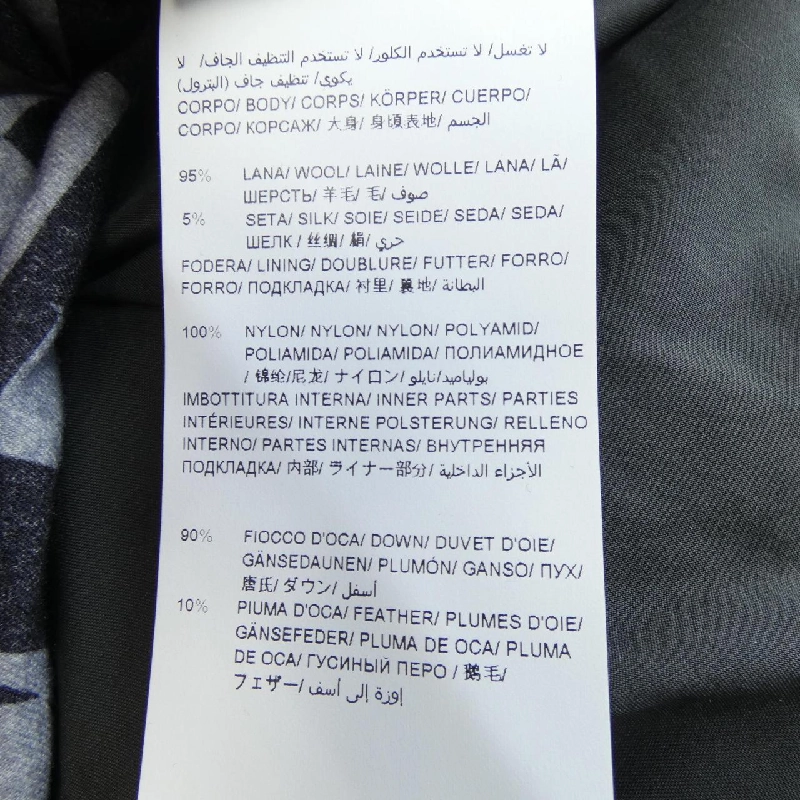 لا تغسل/ لا تستخدم الكلور/ لا تستخدم التنظيف الجاف/ لا
يكوى/ تنظيف جاف (البترول)
CORPO/ BODY/ CORPS/ KÖRPER/ CUERPO/
CORPO/ КОРСАЖ/ 大身/ 身頃表地/ الجسم
95% LANA/ WOOL/ LAINE/ WOLLE/ LANA/ LÃ/
ШЕРСТЬ/ 羊毛/ 毛/ صوف
5% SETA/ SILK/ SOIE/ SEIDE/ SEDA/ SEDA/
ШЕЛК / 丝绸/ 絹/ حري
FODERA/ LINING/ DOUBLURE/ FUTTER/ FORRO/
FORRO/ ПОДКЛАДКА/ 衬里/ 裏地/ البطانة
100% NYLON/ NYLON/ NYLON/ POLYAMID/
POLIAMIDA/ POLIAMIDA/ ПОЛИАМИДНОЕ
/ 锦纶/尼龙/ ナイロン/ بولياميد/نايلو
IMBOTTITURA INTERNA/ INNER PARTS/ PARTIES
INTÉRIEURES/ INTERNE POLSTERUNG/ RELLENO
INTERNO/ PARTES INTERNAS/ ВНУТРЕННЯЯ
ПОДКЛАДКА/ 内部/ ライナー部分/ الأجزاء الداخلية
90% FIOCCO D'OCA/ DOWN/ DUVET D'OIE/
GÄNSEDAUNEN/ PLUMÓN/ GANSO/ ПУХ/
唐氏/ ダウン/ أسفل
10% PIUMA D'OCA/ FEATHER/ PLUMES D'OIE/
GÄNSEFEDER/ PLUMA DE OCA/ PLUMA
DE OCA/ ГУСИНЫЙ ПЕРО / 鹅毛/
フェザー/ إوزة إلى أسف